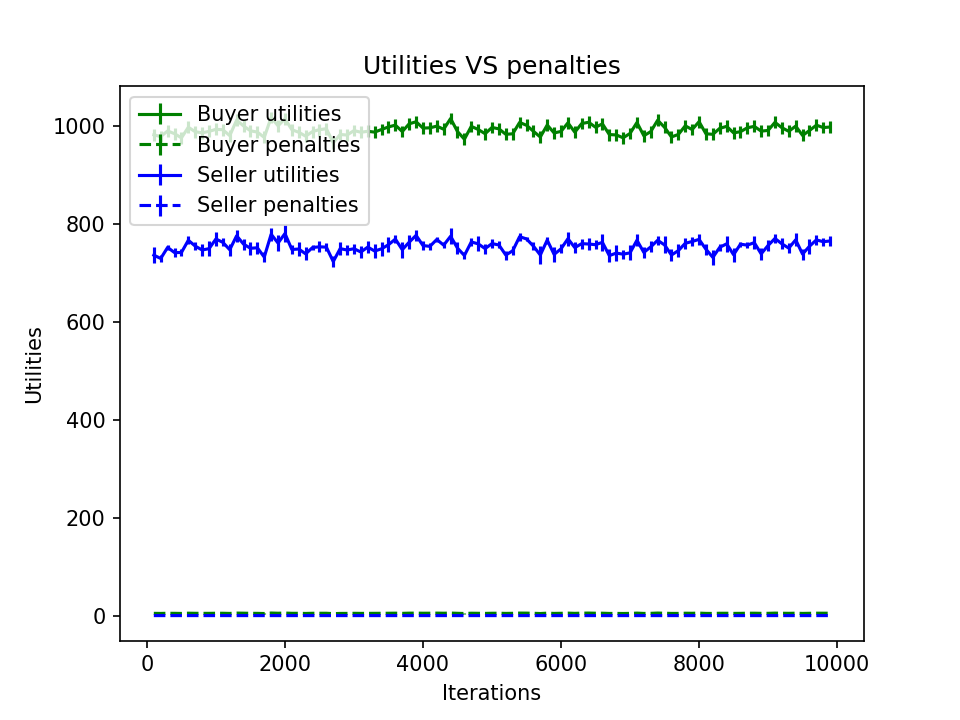 Utilities VS penalties
Buyer utilities
Buyer penalties
Seller utilities
Seller penalties
1000
800
600
400
200
0
Utilities
0 2000 4000 6000 8000 10000
Iterations